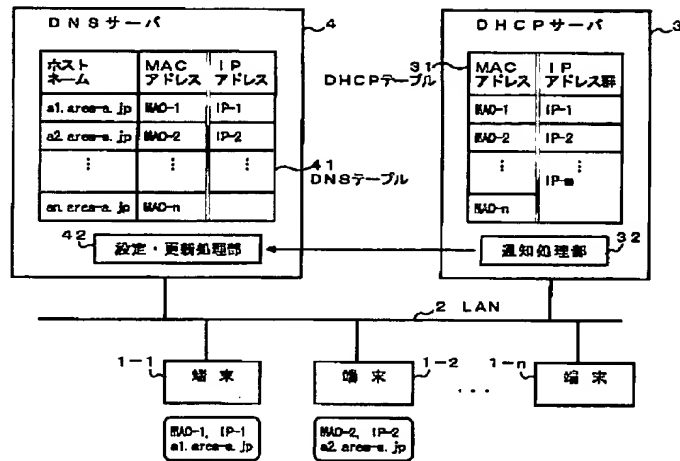 DNSサーバ
4
ホスト
ネーム
MAC
アドレス
IP
アドレス
a1.area-a.jp
MAC-1
IP-1
a2.area-a.jp
MAC-2
IP-2
⋮
⋮
⋮
an.area-a.jp
MAC-n
41
DNSテーブル
42
設定・更新処理部
DHCPサーバ
3
31
DHCPテーブル
MAC
アドレス
IP
アドレス群
MAC-1
IP-1
MAC-2
IP-2
⋮
⋮
IP-m
MAC-n
通知処理部
32
2 LAN
1-1
端末
端末
1-2
・・・
1-n
端末
MAC-1, IP-1
a1.area-a.jp
MAC-2, IP-2
a2.area-a.jp